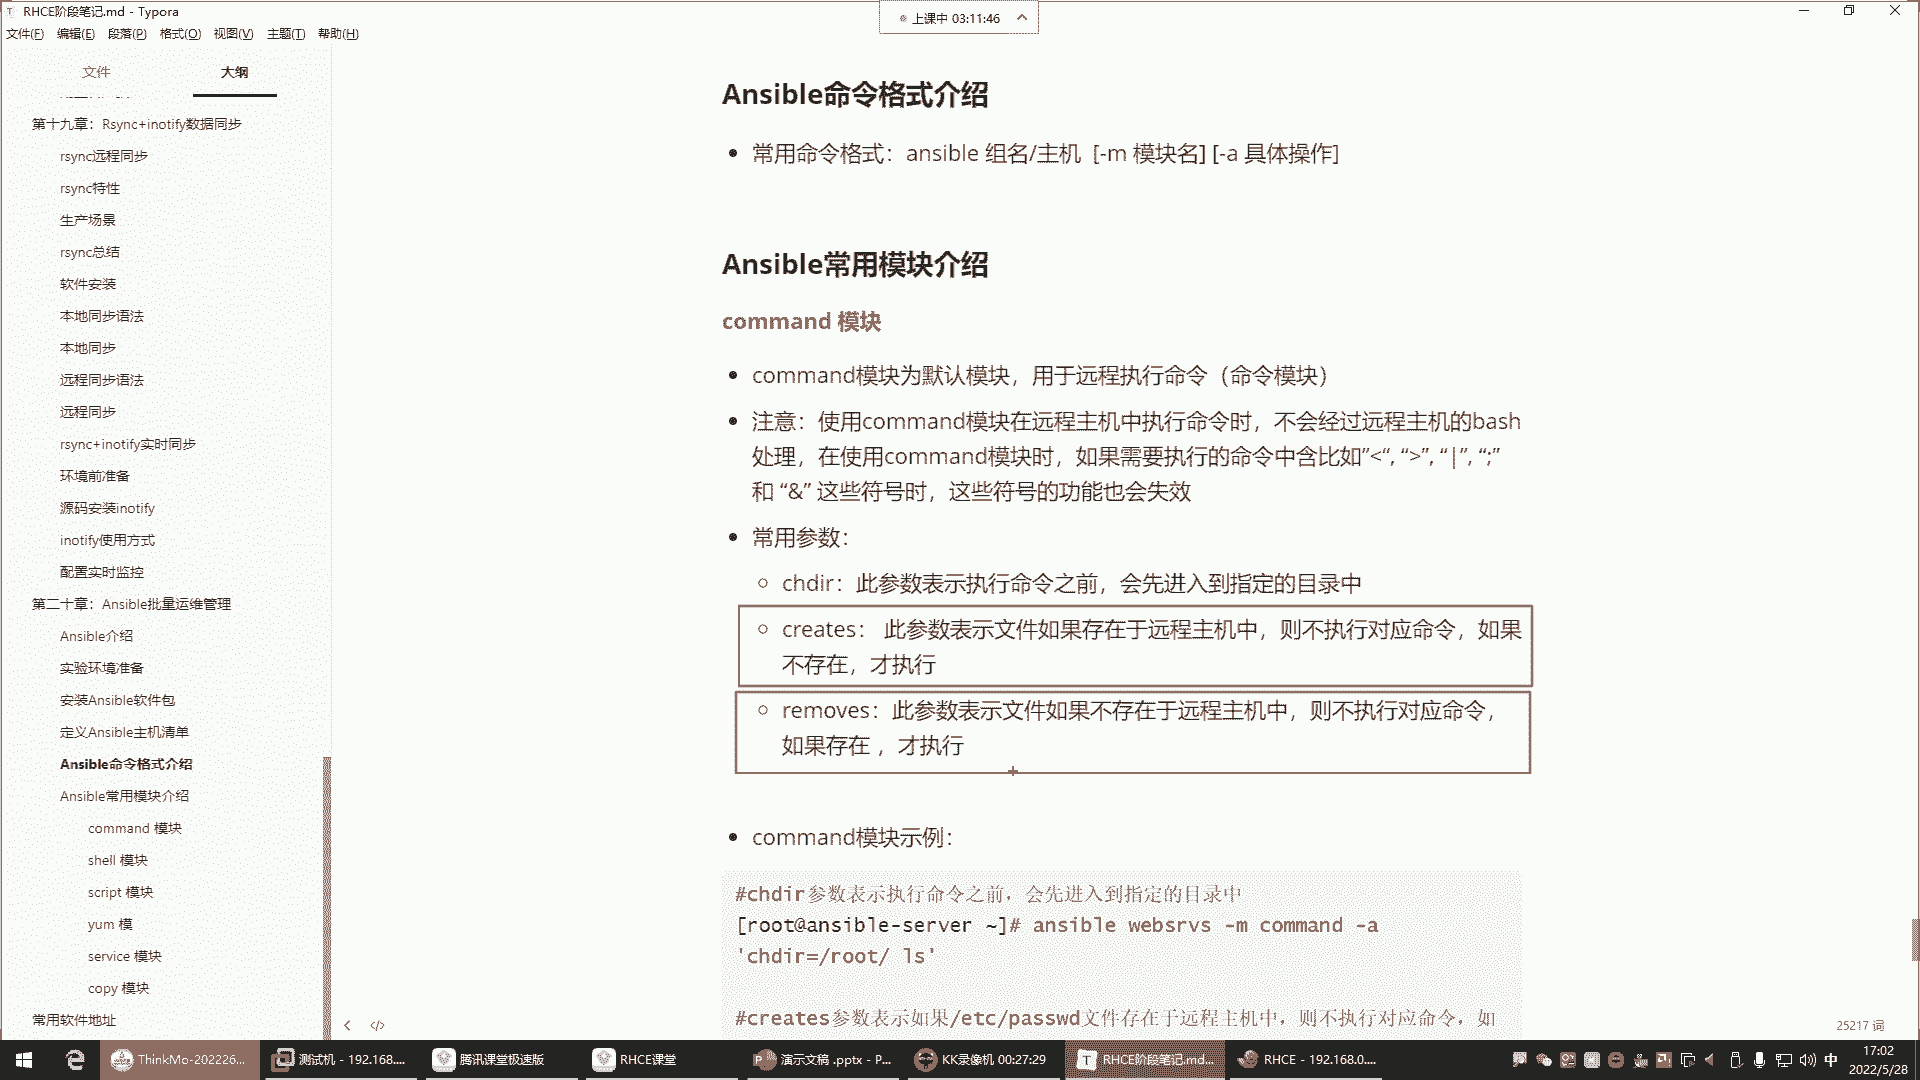 RHCE阶段笔记.md - Typora
上课中 03:11:46
文件(F) 编辑(E) 段落(P) 格式(O) 视图(V) 主题(T) 帮助(H)
文件 大纲
第十九章：Rsync+inotify数据同步
rsync远程同步
rsync特性
生产场景
rsync总结
软件安装
本地同步语法
本地同步
远程同步语法
远程同步
rsync+inotify实时同步
环境前准备
源码安装inotify
inotify使用方式
配置实时监控
第二十章：Ansible批量运维管理
Ansible介绍
实验环境准备
安装Ansible软件包
定义Ansible主机清单
Ansible命令格式介绍
Ansible常用模块介绍
command 模块
shell 模块
script 模块
yum 模
service 模块
copy 模块
常用软件地址
Ansible命令格式介绍
常用命令格式：ansible 组名/主机 [-m 模块名] [-a 具体操作]
Ansible常用模块介绍
command 模块
command模块为默认模块，用于远程执行命令（命令模块）
注意：使用command模块在远程主机中执行命令时，不会经过远程主机的bash
处理，在使用command模块时，如果需要执行的命令中含比如”<“, “>”, “|”, “;”
和 “&” 这些符号时，这些符号的功能也会失效
常用参数：
chdir：此参数表示执行命令之前，会先进入到指定的目录中
creates： 此参数表示文件如果存在于远程主机中，则不执行对应命令，如果
不存在，才执行
removes：此参数表示文件如果不存在于远程主机中，则不执行对应命令，
如果存在 ，才执行
command模块示例：
#chdir参数表示执行命令之前，会先进入到指定的目录中
[root@ansible-server ~]# ansible websrvs -m command -a
'chdir=/root/ ls'
#creates参数表示如果/etc/passwd文件存在于远程主机中，则不执行对应命令，如
25217 词
ThinkMo-202226... 测试机 - 192.168.... 腾讯课堂极速版 RHCE课堂 演示文稿 .pptx - P... KK录像机 00:27:29 RHCE阶段笔记.md... RHCE - 192.168.0.... 中 17:02
2022/5/28